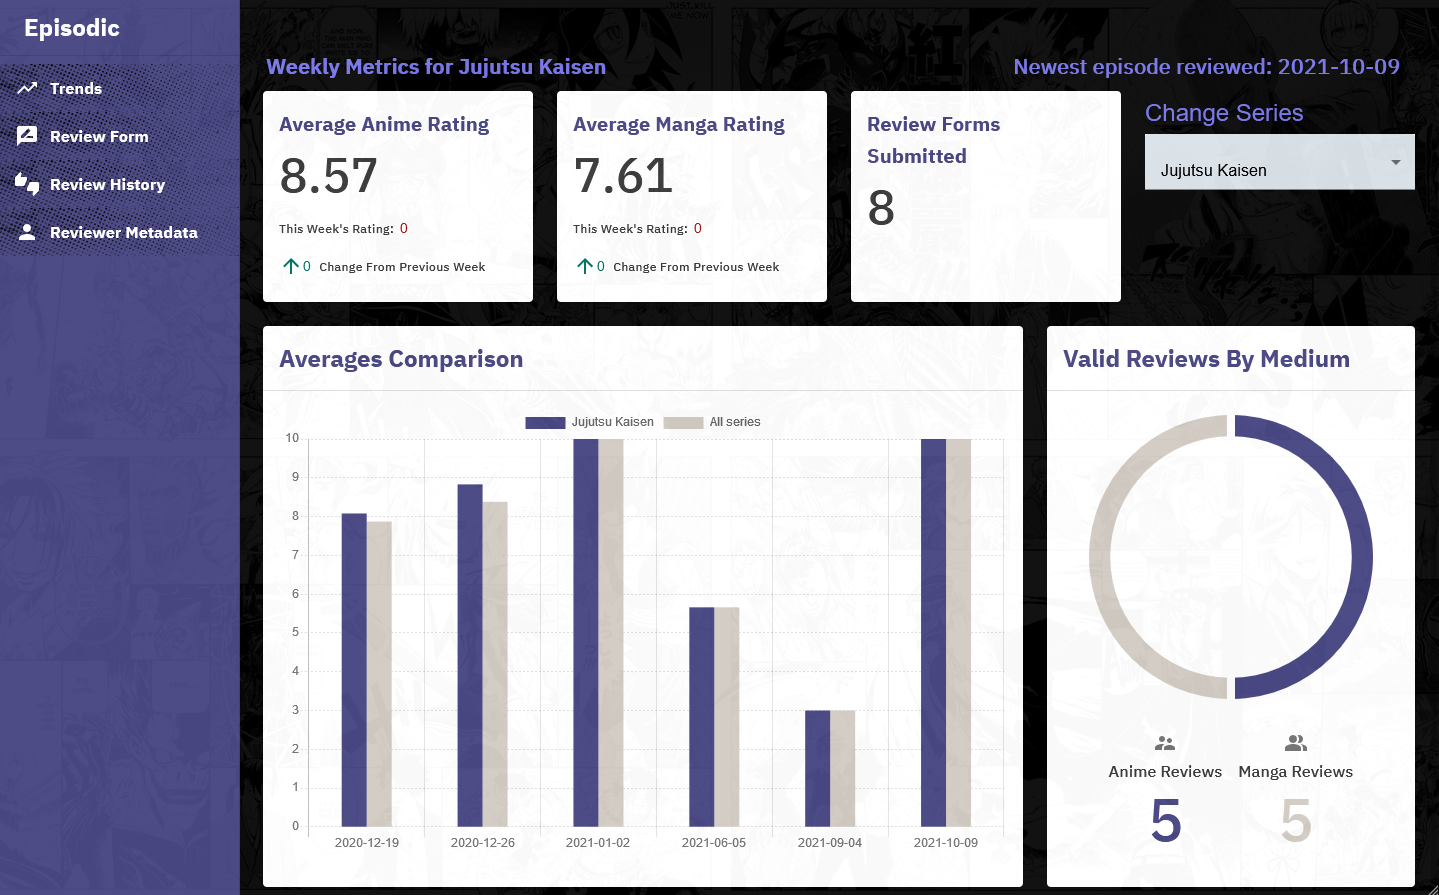 Episodic
Trends
Review Form
Review History
Reviewer Metadata
Weekly Metrics for Jujutsu Kaisen
Newest episode reviewed: 2021-10-09
Average Anime Rating
8.57
This Week's Rating: 0
0 Change From Previous Week
Average Manga Rating
7.61
This Week's Rating: 0
0 Change From Previous Week
Review Forms
Submitted
8
Change Series
Jujutsu Kaisen
Averages Comparison
Jujutsu Kaisen All series
10
9
8
7
6
5
4
3
2
1
0
2020-12-19 2020-12-26 2021-01-02 2021-06-05 2021-09-04 2021-10-09
Valid Reviews By Medium
Anime Reviews Manga Reviews
5 5